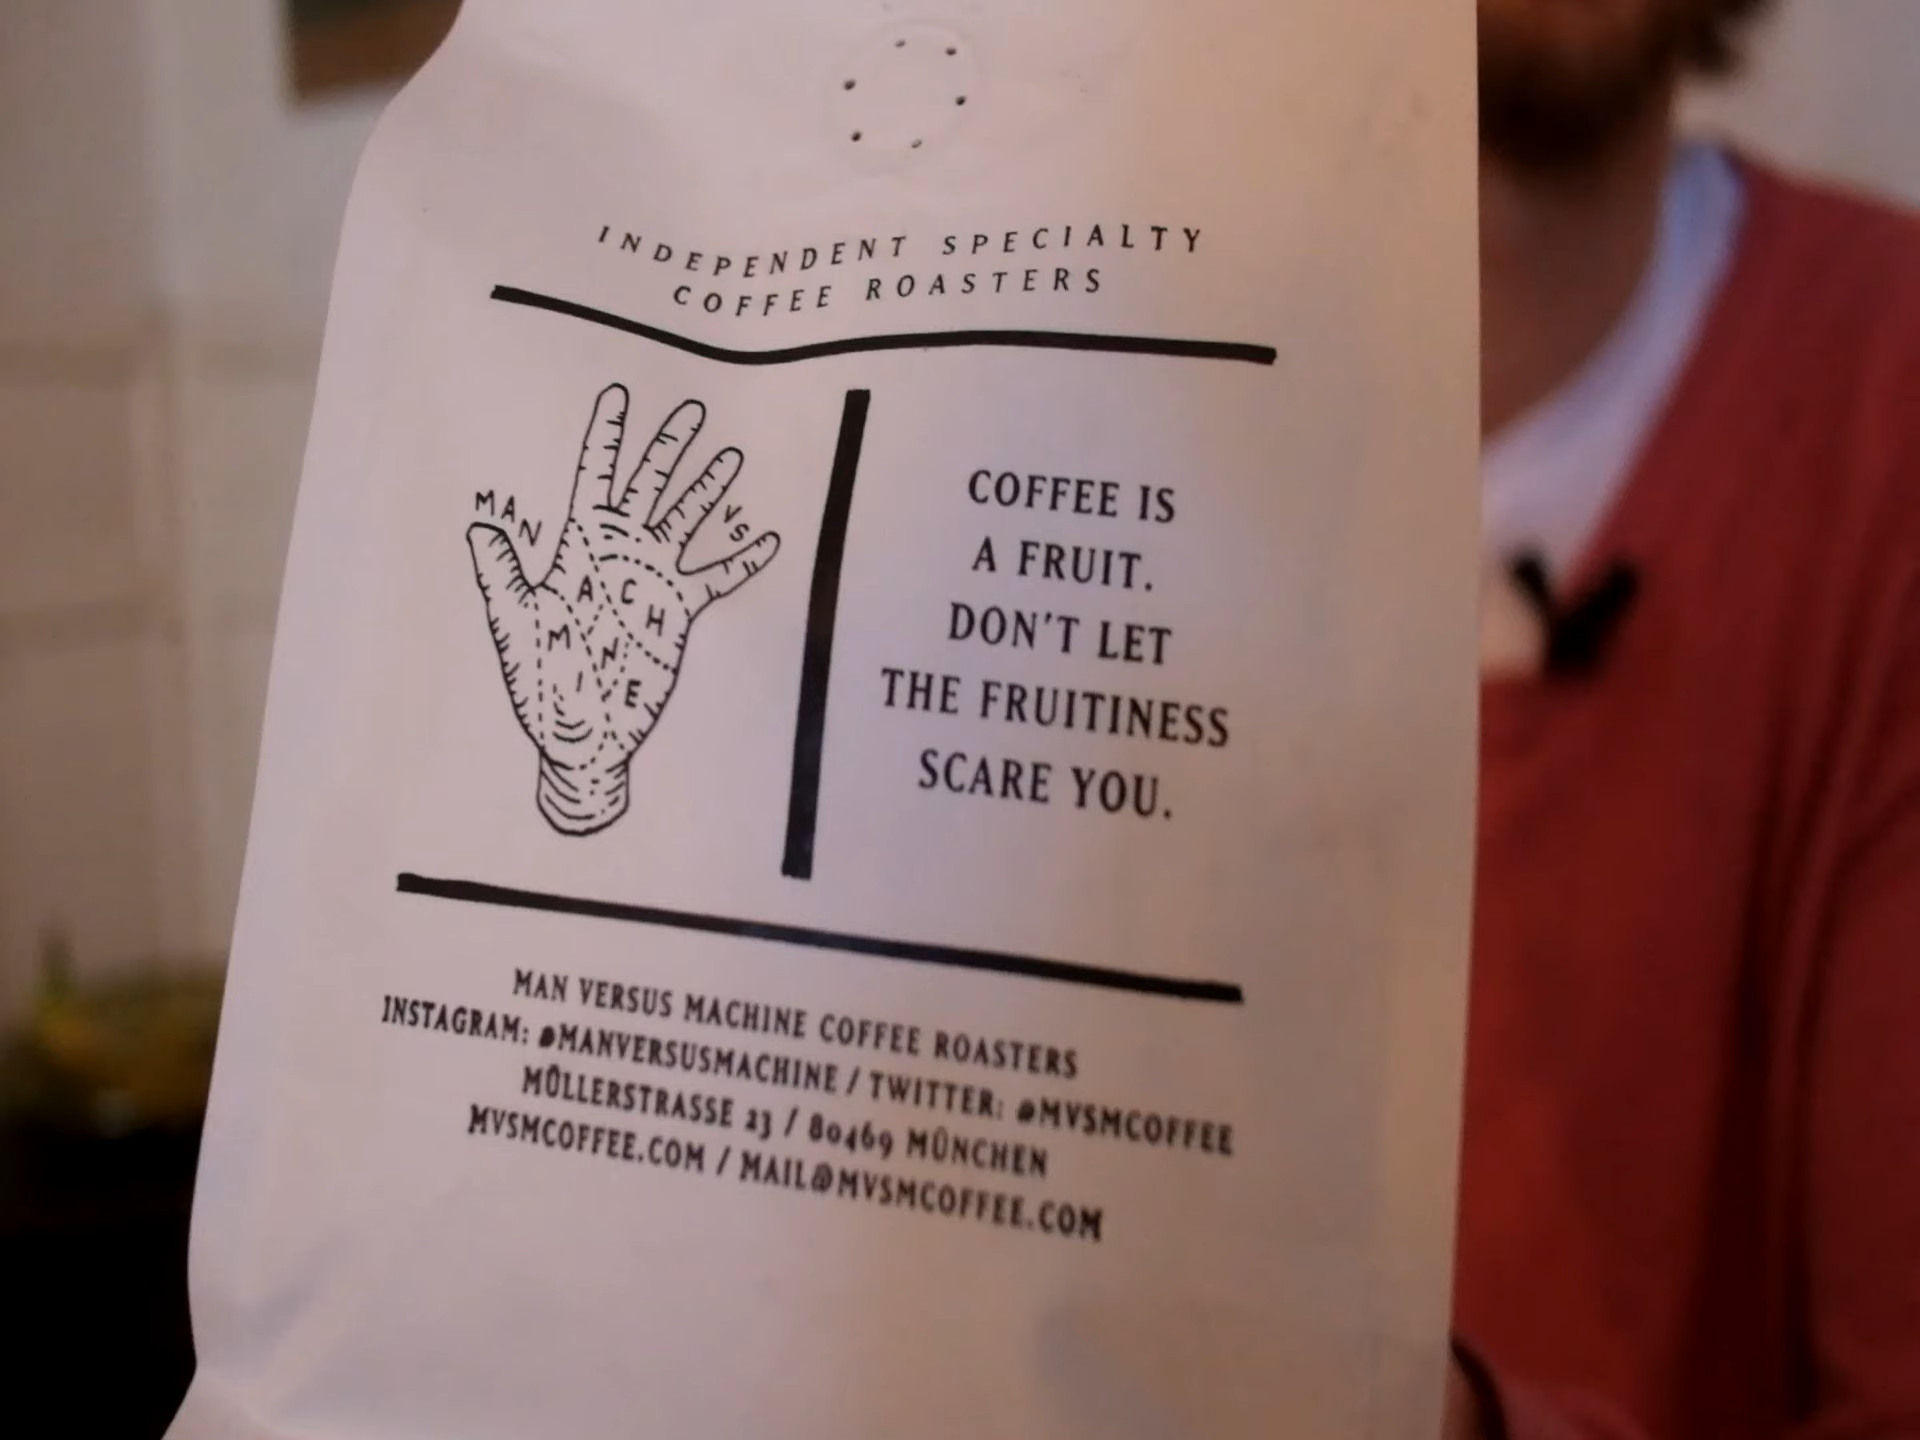 INDEPENDENT SPECIALTY
COFFEE ROASTERS
MAN
VS
MACHINE
COFFEE IS
A FRUIT.
DON'T LET
THE FRUITINESS
SCARE YOU.
MAN VERSUS MACHINE COFFEE ROASTERS
INSTAGRAM: @MANVERSUSMACHINE / TWITTER: @MVSMCOFFEE
MÜLLERSTRASSE 23 / 80469 MÜNCHEN
MVSMCOFFEE.COM / MAIL@MVSMCOFFEE.COM